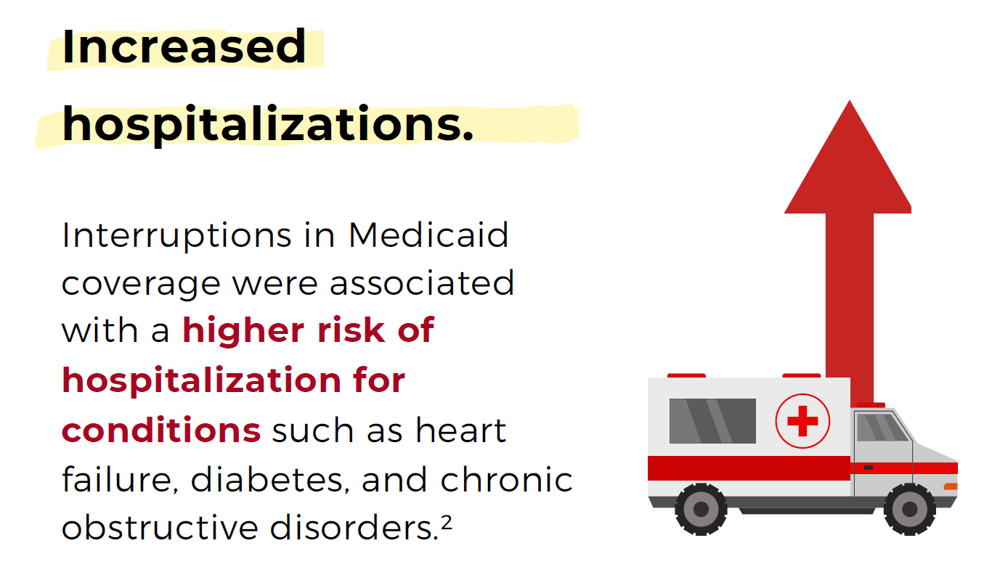 Increased
hospitalizations.
Interruptions in Medicaid
coverage were associated
with a higher risk of
hospitalization for
conditions such as heart
failure, diabetes, and chronic
obstructive disorders.²